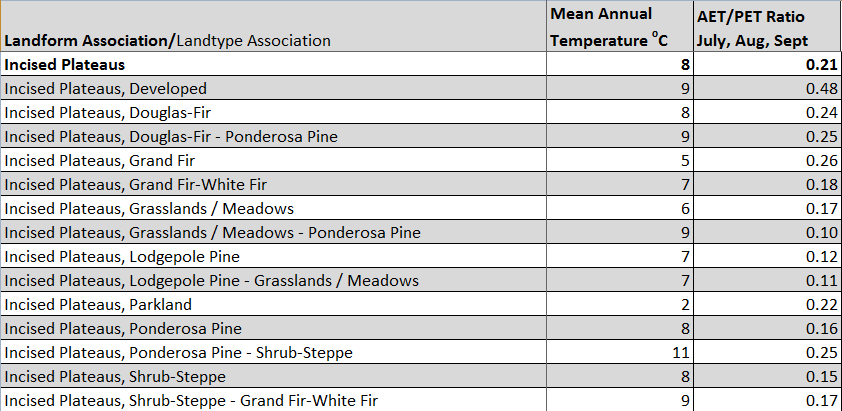 Landform Association/Landtype Association Mean Annual Temperature ⁰C AET/PET Ratio July, Aug, Sept
Incised Plateaus 8 0.21
Incised Plateaus, Developed 9 0.48
Incised Plateaus, Douglas-Fir 8 0.24
Incised Plateaus, Douglas-Fir - Ponderosa Pine 9 0.25
Incised Plateaus, Grand Fir 5 0.26
Incised Plateaus, Grand Fir-White Fir 7 0.18
Incised Plateaus, Grasslands / Meadows 6 0.17
Incised Plateaus, Grasslands / Meadows - Ponderosa Pine 9 0.10
Incised Plateaus, Lodgepole Pine 7 0.12
Incised Plateaus, Lodgepole Pine - Grasslands / Meadows 7 0.11
Incised Plateaus, Parkland 2 0.22
Incised Plateaus, Ponderosa Pine 8 0.16
Incised Plateaus, Ponderosa Pine - Shrub-Steppe 11 0.25
Incised Plateaus, Shrub-Steppe 8 0.15
Incised Plateaus, Shrub-Steppe - Grand Fir-White Fir 9 0.17